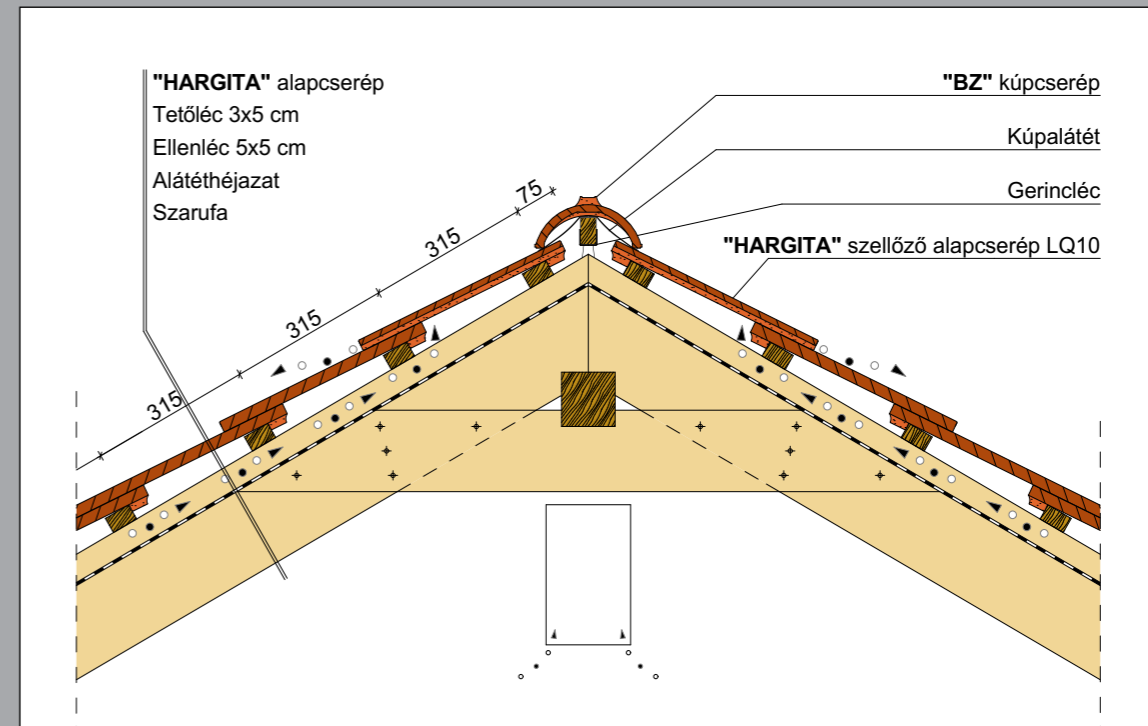 "HARGITA" alapcserép
Tetőléc 3x5 cm
Ellenléc 5x5 cm
Alátéthéjazat
Szarufa
"BZ" kúpcserép
Kúpalátét
Gerincléc
"HARGITA" szellőző alapcserép LQ10
75
315
315
315